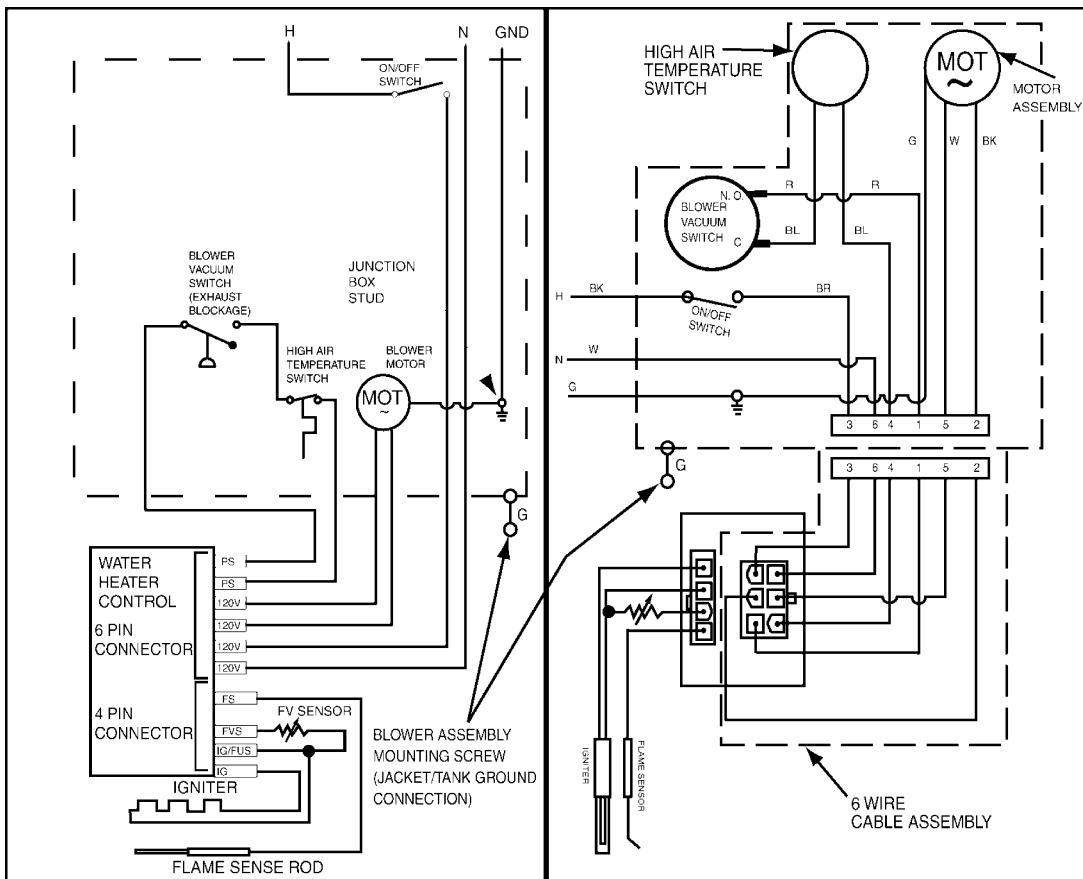 H
N
GND
ON/OFF
SWITCH
BLOWER
VACUUM
SWITCH
(EXHAUST
BLOCKAGE)
JUNCTION
BOX
STUD
HIGH AIR
TEMPERATURE
SWITCH
BLOWER
MOTOR
MOT
~
G
WATER
HEATER
CONTROL
6 PIN
CONNECTOR
4 PIN
CONNECTOR
PS
PS
120V
120V
120V
120V
FS
FVS
IG/FUS
IG
FV SENSOR
IGNITER
FLAME SENSE ROD
BLOWER ASSEMBLY
MOUNTING SCREW
(JACKET/TANK GROUND
CONNECTION)
HIGH AIR
TEMPERATURE
SWITCH
MOT
~
MOTOR
ASSEMBLY
G
W
BK
N. O.
R
R
BLOWER
VACUUM
SWITCH
C
BL
BL
H
BK
BR
ON/OFF
SWITCH
N
W
G
3 6 4 1 5 2
G
3 6 4 1 5 2
IGNITER
FLAME SENSOR
6 WIRE
CABLE ASSEMBLY